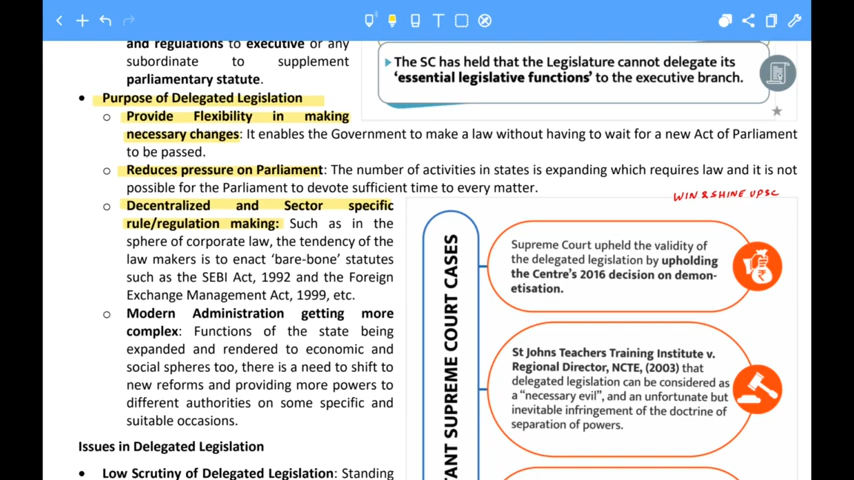 and regulations to executive or any
subordinate to supplement
parliamentary statute.
The SC has held that the Legislature cannot delegate its
'essential legislative functions' to the executive branch.
• Purpose of Delegated Legislation
o Provide Flexibility in making
necessary changes: It enables the Government to make a law without having to wait for a new Act of Parliament
to be passed.
o Reduces pressure on Parliament: The number of activities in states is expanding which requires law and it is not
possible for the Parliament to devote sufficient time to every matter.
WIN & SHINE UPSC
o Decentralized and Sector specific
rule/regulation making: Such as in the
sphere of corporate law, the tendency of the
law makers is to enact 'bare-bone' statutes
such as the SEBI Act, 1992 and the Foreign
Exchange Management Act, 1999, etc.
o Modern Administration getting more
complex: Functions of the state being
expanded and rendered to economic and
social spheres too, there is a need to shift to
new reforms and providing more powers to
different authorities on some specific and
suitable occasions.
Issues in Delegated Legislation
• Low Scrutiny of Delegated Legislation: Standing
TANT SUPREME COURT CASES
Supreme Court upheld the validity of
the delegated legislation by upholding
the Centre's 2016 decision on demon-
etisation.
St Johns Teachers Training Institute v.
Regional Director, NCTE, (2003) that
delegated legislation can be considered as
a "necessary evil", and an unfortunate but
inevitable infringement of the doctrine of
separation of powers.